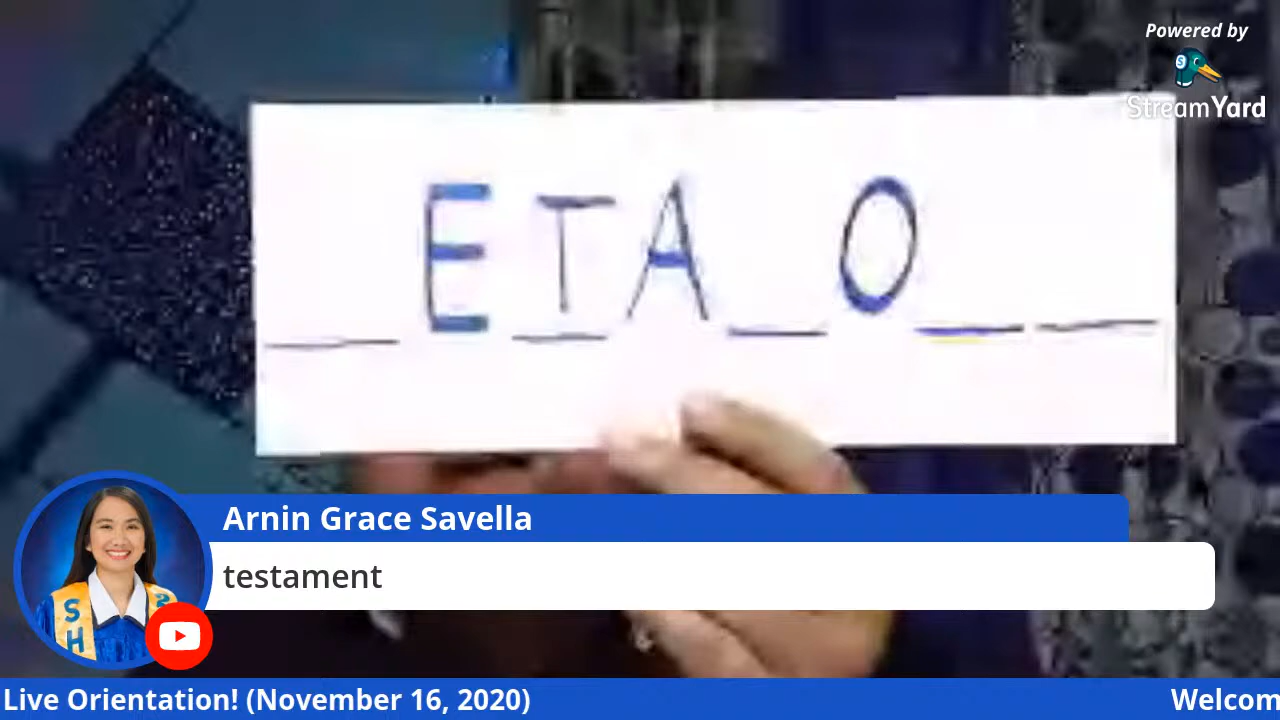 Powered by
StreamYard
_ E T A _ O _ _
Arnin Grace Savella
testament
Live Orientation! (November 16, 2020)
Welcom